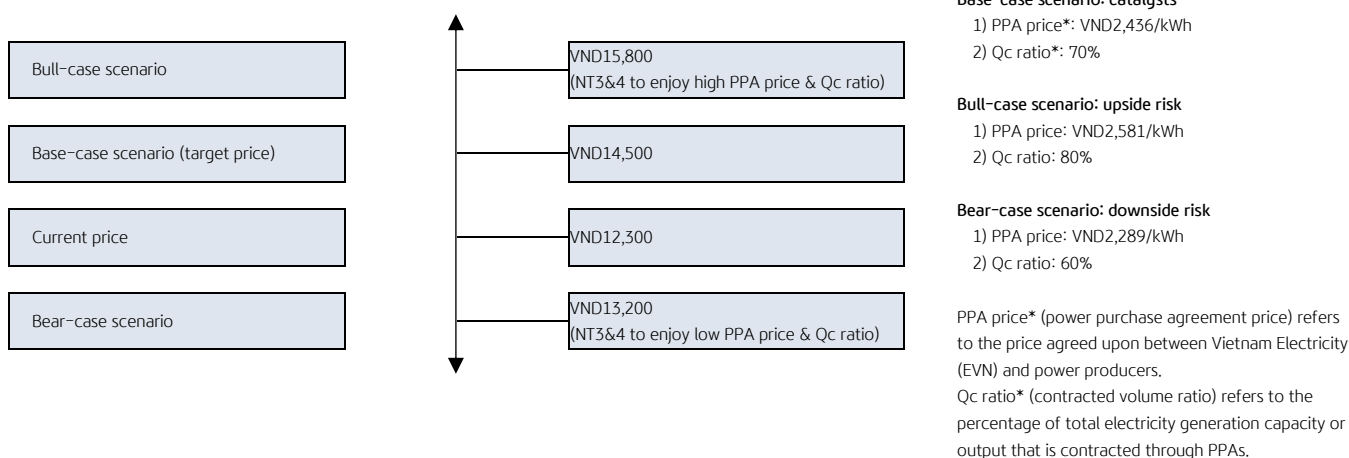 Bull-case scenario
VND15,800
(NT3&4 to enjoy high PPA price & Qc ratio)
Base-case scenario (target price)
VND14,500
Current price
VND12,300
Bear-case scenario
VND13,200
(NT3&4 to enjoy low PPA price & Qc ratio)
Base-case scenario: catalysts
1) PPA price*: VND2,436/kWh
2) Qc ratio*: 70%
Bull-case scenario: upside risk
1) PPA price: VND2,581/kWh
2) Qc ratio: 80%
Bear-case scenario: downside risk
1) PPA price: VND2,289/kWh
2) Qc ratio: 60%
PPA price* (power purchase agreement price) refers
to the price agreed upon between Vietnam Electricity
(EVN) and power producers.
Qc ratio* (contracted volume ratio) refers to the
percentage of total electricity generation capacity or
output that is contracted through PPAs.